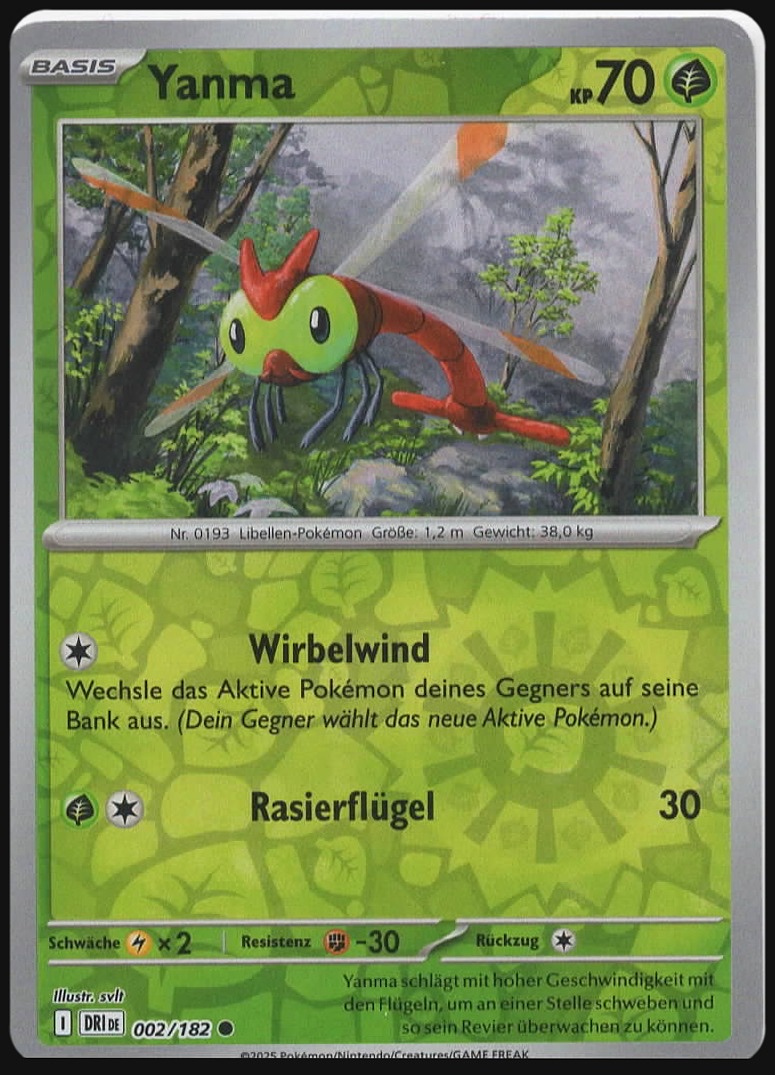 BASIS Yanma KP70
Nr. 0193 Libellen-Pokémon Größe: 1,2 m Gewicht: 38,0 kg
Wirbelwind
Wechsle das Aktive Pokémon deines Gegners auf seine
Bank aus. (Dein Gegner wählt das neue Aktive Pokémon.)
Rasierflügel 30
Schwäche ×2 Resistenz -30 Rückzug
Yanma schlägt mit hoher Geschwindigkeit mit
den Flügeln, um an einer Stelle schweben und
so sein Revier überwachen zu können.
Illustr. svlt
I DRI DE 002/182
©2025 Pokémon/Nintendo/Creatures/GAME FREAK